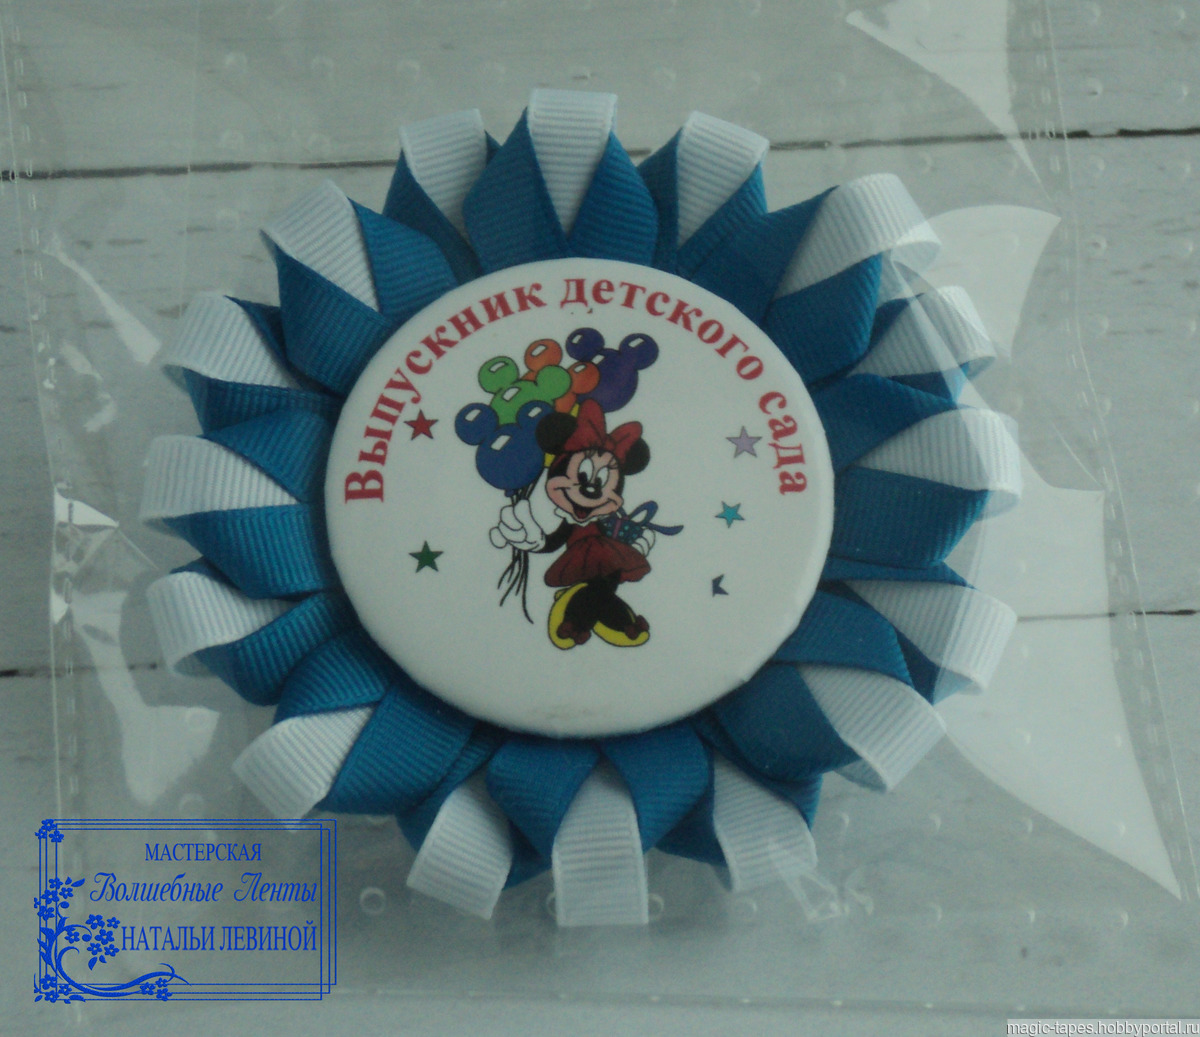 Выпускник детского сада
МАСТЕРСКАЯ
Волшебные Ленты
НАТАЛЬИ ЛЕВИНОЙ
magic-tapes.hobbyportal.ru